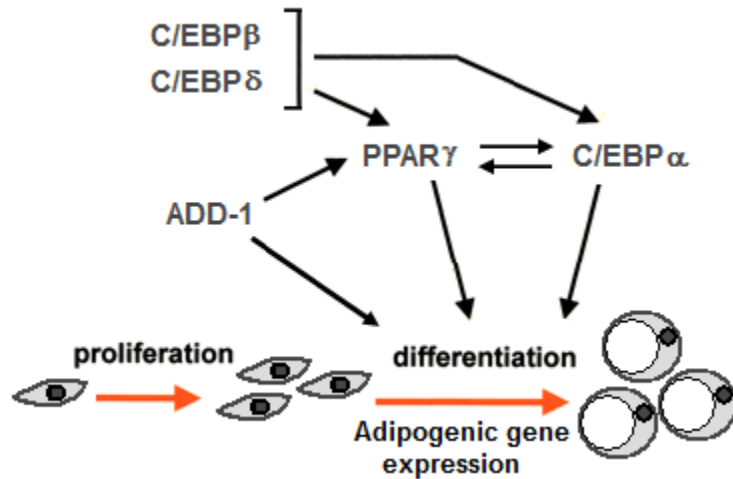 C/EBPβ
C/EBPδ
PPARγ
C/EBPα
ADD-1
proliferation
differentiation
Adipogenic gene
expression